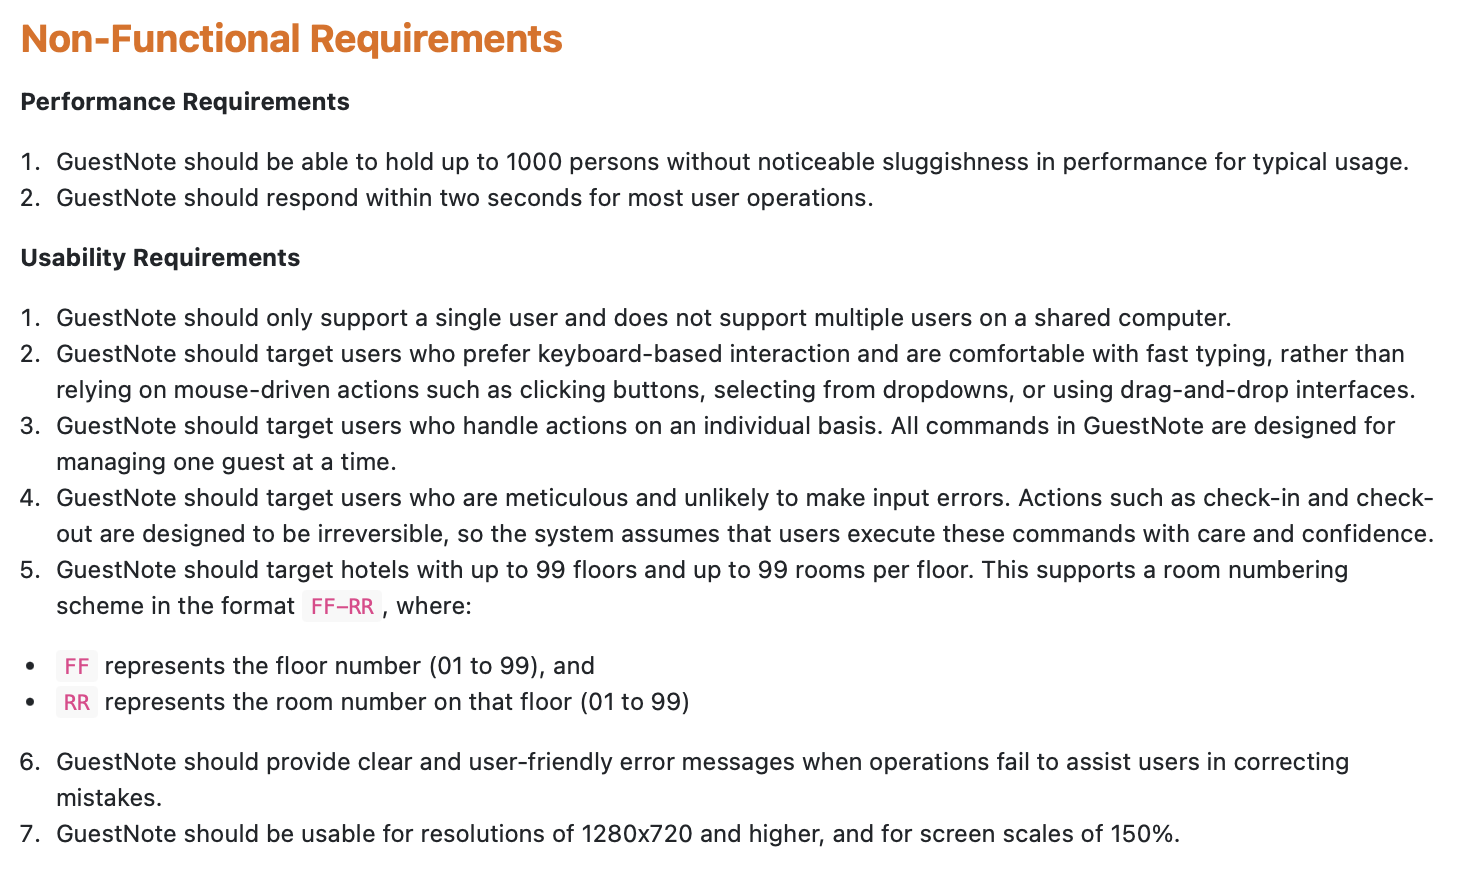 Non-Functional Requirements
Performance Requirements
1. GuestNote should be able to hold up to 1000 persons without noticeable sluggishness in performance for typical usage.
2. GuestNote should respond within two seconds for most user operations.
Usability Requirements
1. GuestNote should only support a single user and does not support multiple users on a shared computer.
2. GuestNote should target users who prefer keyboard-based interaction and are comfortable with fast typing, rather than
relying on mouse-driven actions such as clicking buttons, selecting from dropdowns, or using drag-and-drop interfaces.
3. GuestNote should target users who handle actions on an individual basis. All commands in GuestNote are designed for
managing one guest at a time.
4. GuestNote should target users who are meticulous and unlikely to make input errors. Actions such as check-in and check-
out are designed to be irreversible, so the system assumes that users execute these commands with care and confidence.
5. GuestNote should target hotels with up to 99 floors and up to 99 rooms per floor. This supports a room numbering
scheme in the format FF-RR , where:
• FF represents the floor number (01 to 99), and
• RR represents the room number on that floor (01 to 99)
6. GuestNote should provide clear and user-friendly error messages when operations fail to assist users in correcting
mistakes.
7. GuestNote should be usable for resolutions of 1280x720 and higher, and for screen scales of 150%.